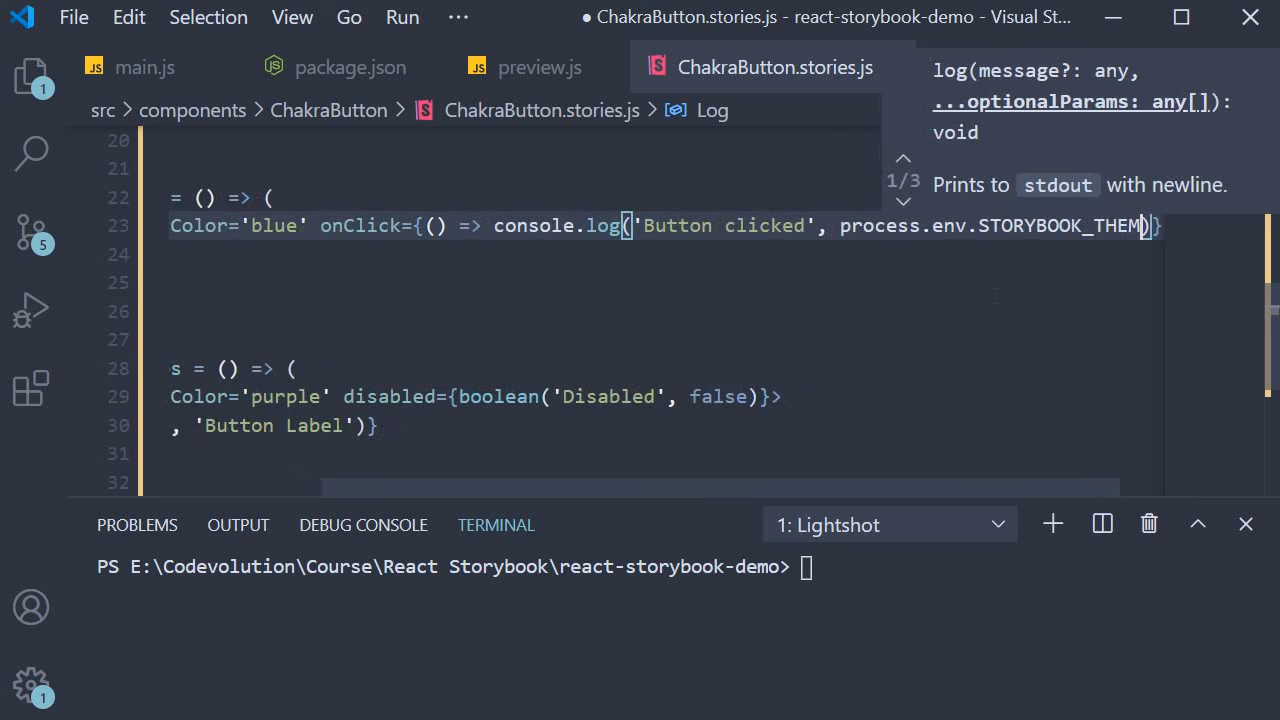 File Edit Selection View Go Run ··· ● ChakraButton.stories.js - react-storybook-demo - Visual St...
main.js package.json preview.js ChakraButton.stories.js
src > components > ChakraButton > ChakraButton.stories.js > Log
log(message?: any,
...optionalParams: any[]):
void
1/3
Prints to stdout with newline.
20
21
22 = () => (
23 Color='blue' onClick={() => console.log('Button clicked', process.env.STORYBOOK_THEM)}
24
25
26
27
28 s = () => (
29 Color='purple' disabled={boolean('Disabled', false)}>
30 , 'Button Label')}
31
32
PROBLEMS OUTPUT DEBUG CONSOLE TERMINAL 1: Lightshot
PS E:\Codevolution\Course\React Storybook\react-storybook-demo>
1
5
1